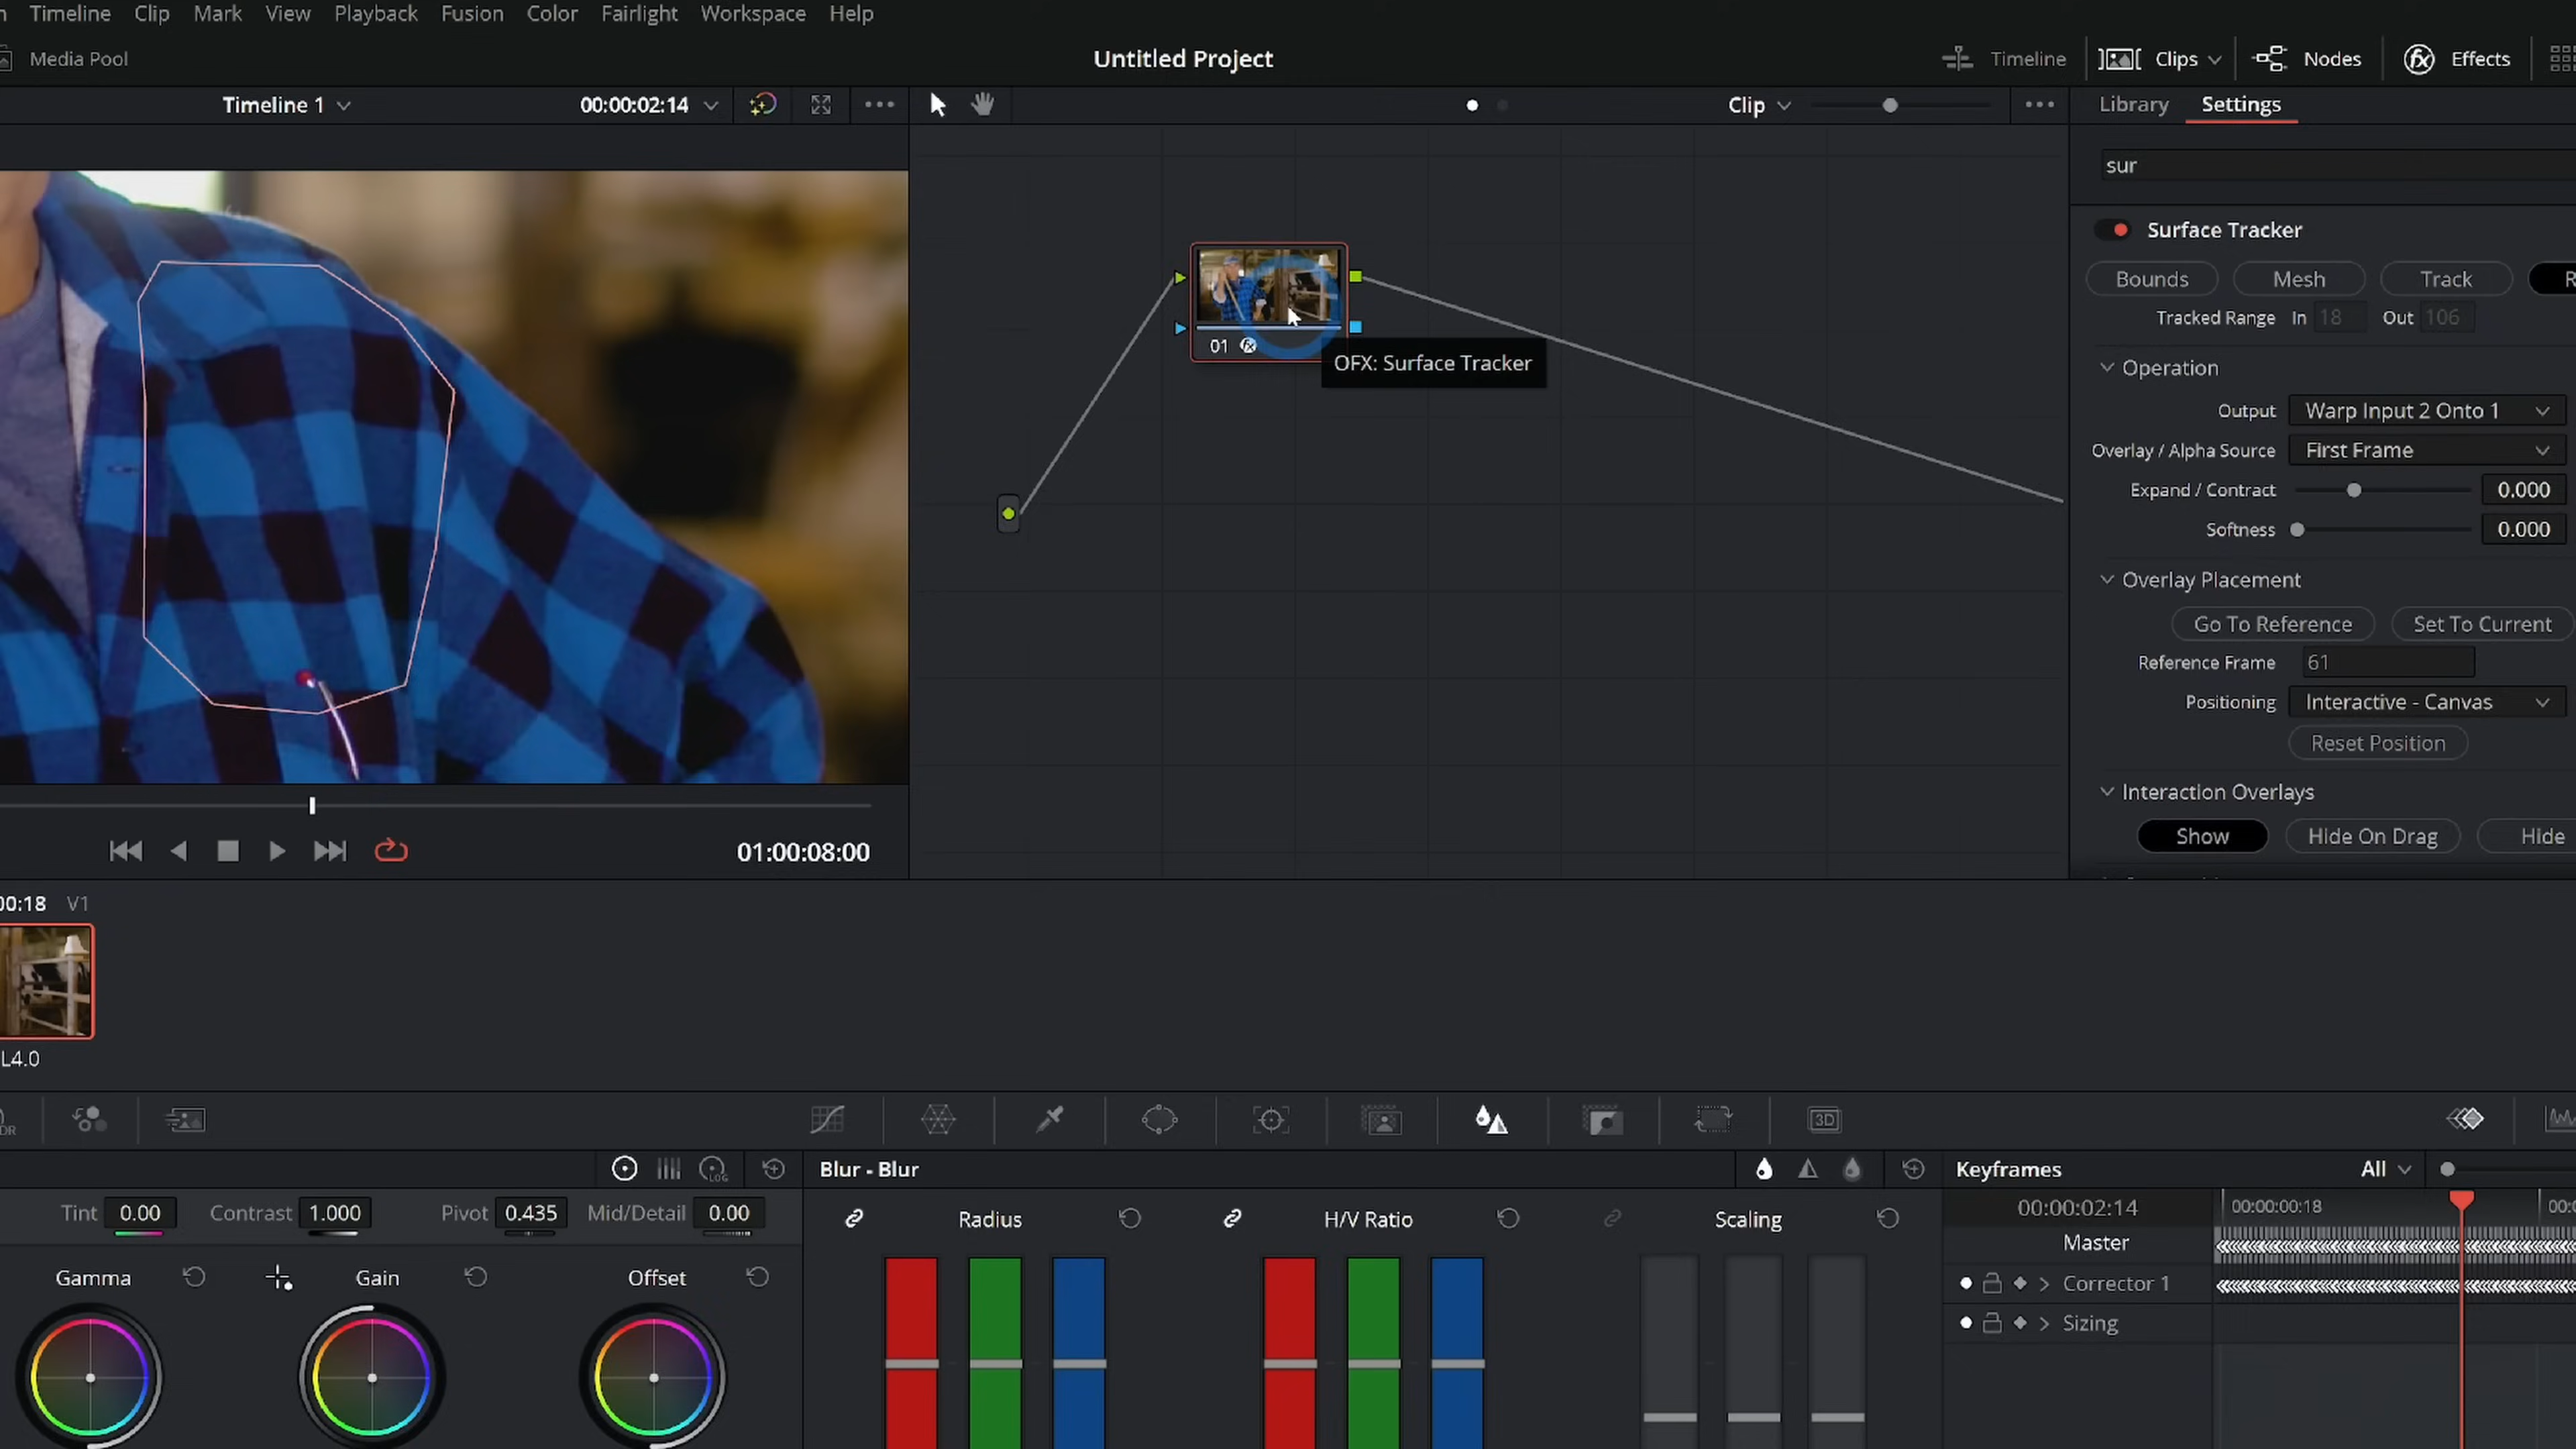 Timeline Clip Mark View Playback Fusion Color Fairlight Workspace Help
Media Pool
Untitled Project
Timeline Clips Nodes Effects
Timeline 1 00:00:02:14
Clip
Library Settings
sur
Surface Tracker
Bounds Mesh Track
Tracked Range In 18 Out 106
Operation
Output Warp Input 2 Onto 1
Overlay / Alpha Source First Frame
Expand / Contract 0.000
Softness 0.000
Overlay Placement
Go To Reference Set To Current
Reference Frame 61
Positioning Interactive - Canvas
Reset Position
Interaction Overlays
Show Hide On Drag Hide
01
OFX: Surface Tracker
01:00:08:00
00:18 V1
L4.0
3D
Blur - Blur
Keyframes All
Tint 0.00 Contrast 1.000 Pivot 0.435 Mid/Detail 0.00
LOG
Radius H/V Ratio Scaling
00:00:02:14 00:00:00:18
Master
Gamma Gain Offset
Corrector 1
Sizing